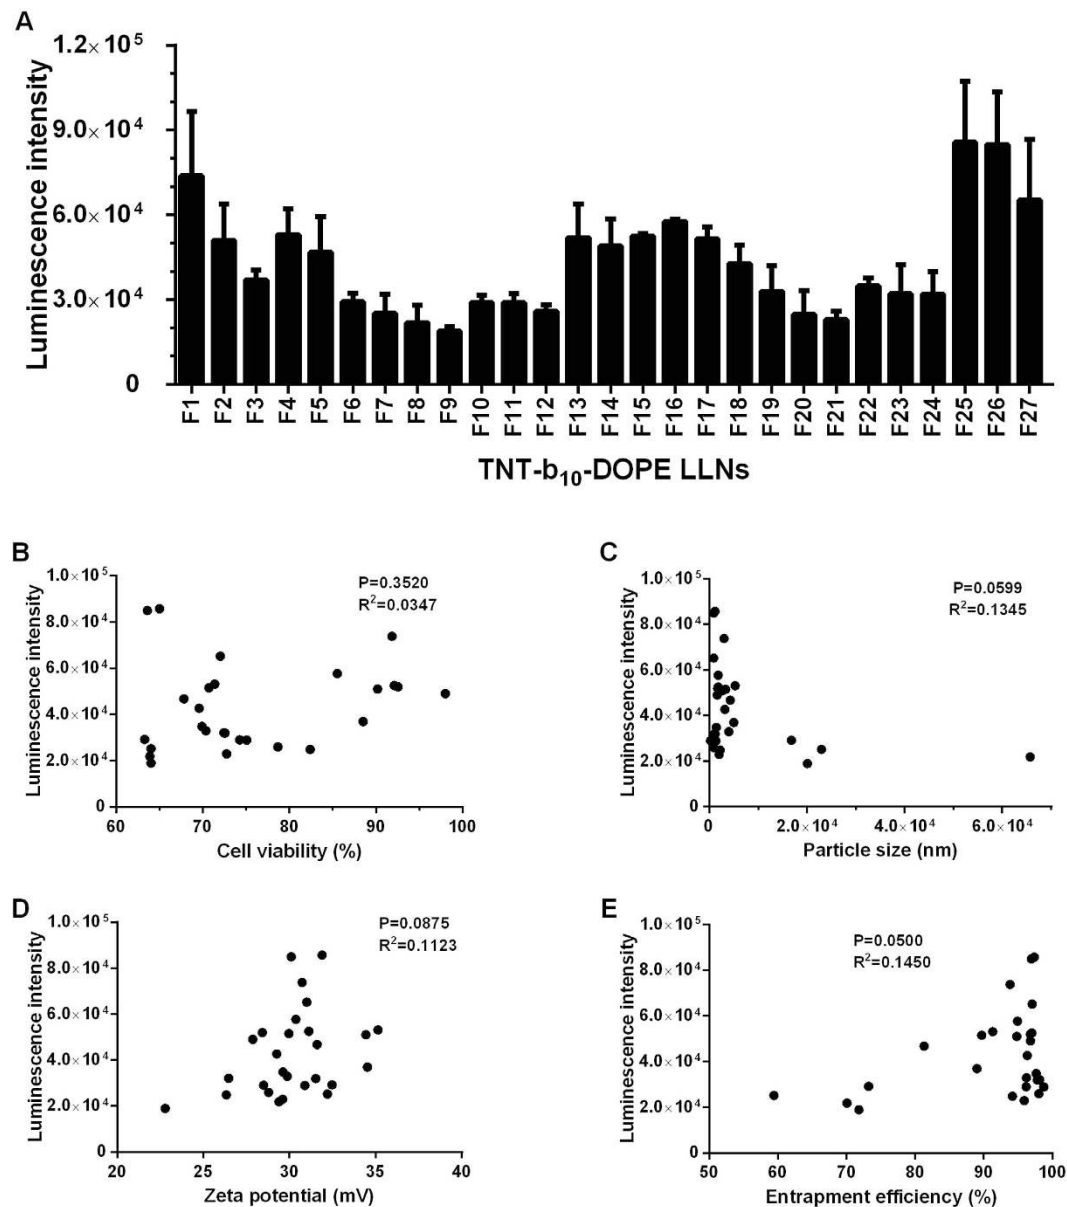 A
Luminescence intensity
1.2×10⁵
9.0×10⁴
6.0×10⁴
3.0×10⁴
0
F1 F2 F3 F4 F5 F6 F7 F8 F9 F10 F11 F12 F13 F14 F15 F16 F17 F18 F19 F20 F21 F22 F23 F24 F25 F26 F27
TNT-b₁₀-DOPE LLNs
B
Luminescence intensity
1.0×10⁵
8.0×10⁴
6.0×10⁴
4.0×10⁴
2.0×10⁴
0
P=0.3520
R²=0.0347
60 70 80 90 100
Cell viability (%)
C
Luminescence intensity
1.0×10⁵
8.0×10⁴
6.0×10⁴
4.0×10⁴
2.0×10⁴
0
P=0.0599
R²=0.1345
0 2.0×10⁴ 4.0×10⁴ 6.0×10⁴
Particle size (nm)
D
Luminescence intensity
1.0×10⁵
8.0×10⁴
6.0×10⁴
4.0×10⁴
2.0×10⁴
0
P=0.0875
R²=0.1123
20 25 30 35 40
Zeta potential (mV)
E
Luminescence intensity
1.0×10⁵
8.0×10⁴
6.0×10⁴
4.0×10⁴
2.0×10⁴
0
P=0.0500
R²=0.1450
50 60 70 80 90 100
Entrapment efficiency (%)